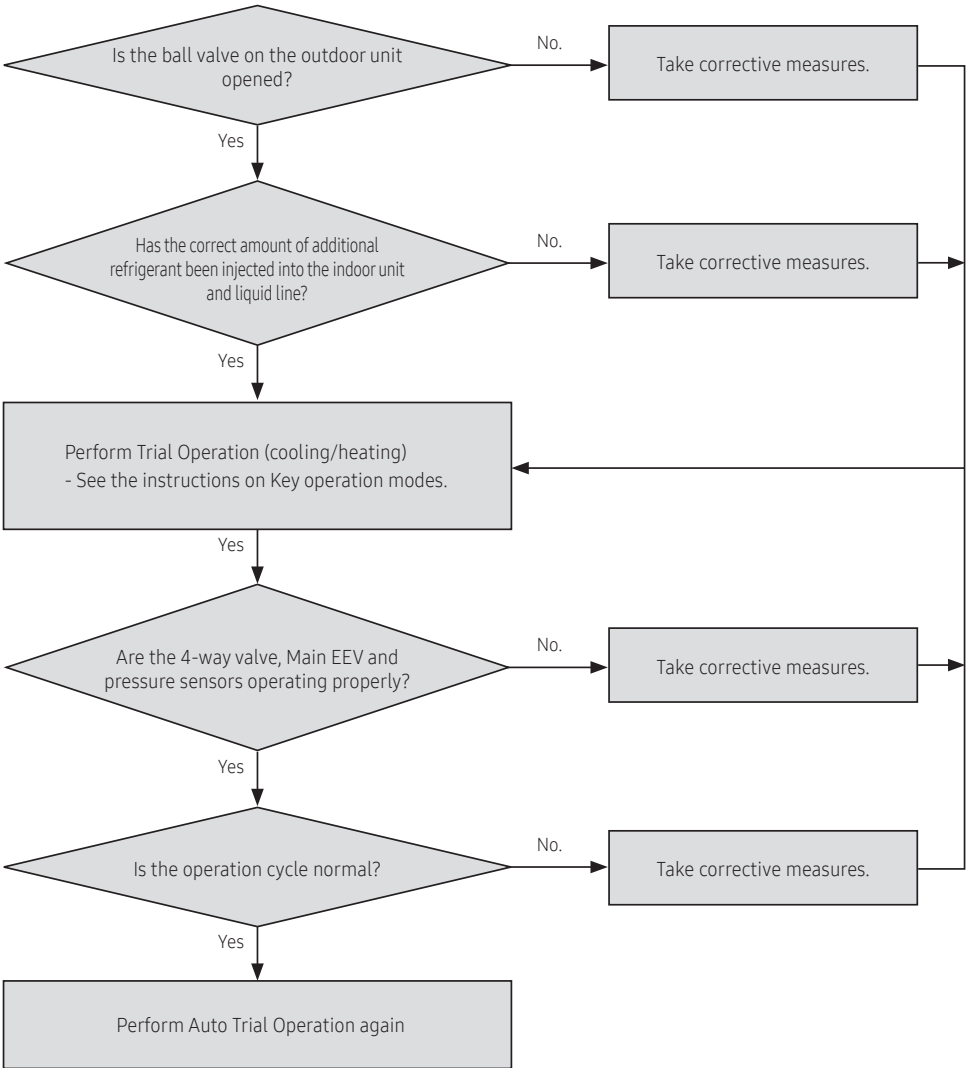 Is the ball valve on the outdoor unit
opened?
No.
Take corrective measures.
Yes
Has the correct amount of additional
refrigerant been injected into the indoor unit
and liquid line?
No.
Take corrective measures.
Yes
Perform Trial Operation (cooling/heating)
- See the instructions on Key operation modes.
Yes
Are the 4-way valve, Main EEV and
pressure sensors operating properly?
No.
Take corrective measures.
Yes
Is the operation cycle normal?
No.
Take corrective measures.
Yes
Perform Auto Trial Operation again